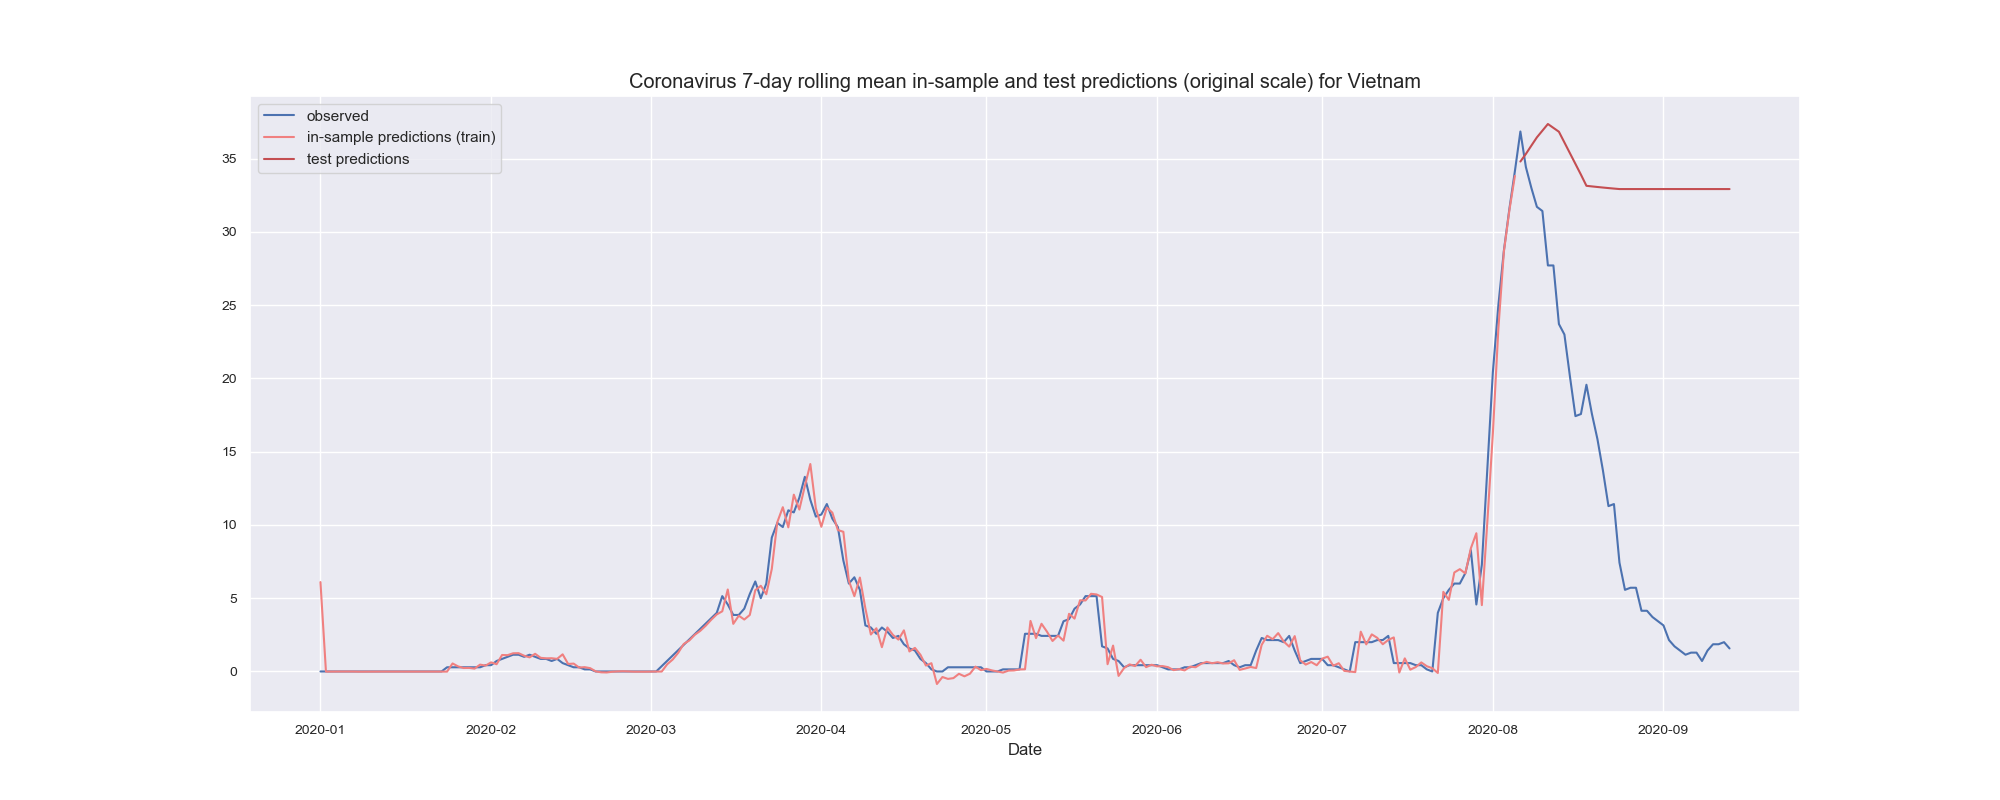 Coronavirus 7-day rolling mean in-sample and test predictions (original scale) for Vietnam
observed
in-sample predictions (train)
test predictions
35
30
25
20
15
10
5
0
2020-01 2020-02 2020-03 2020-04 2020-05 2020-06 2020-07 2020-08 2020-09
Date